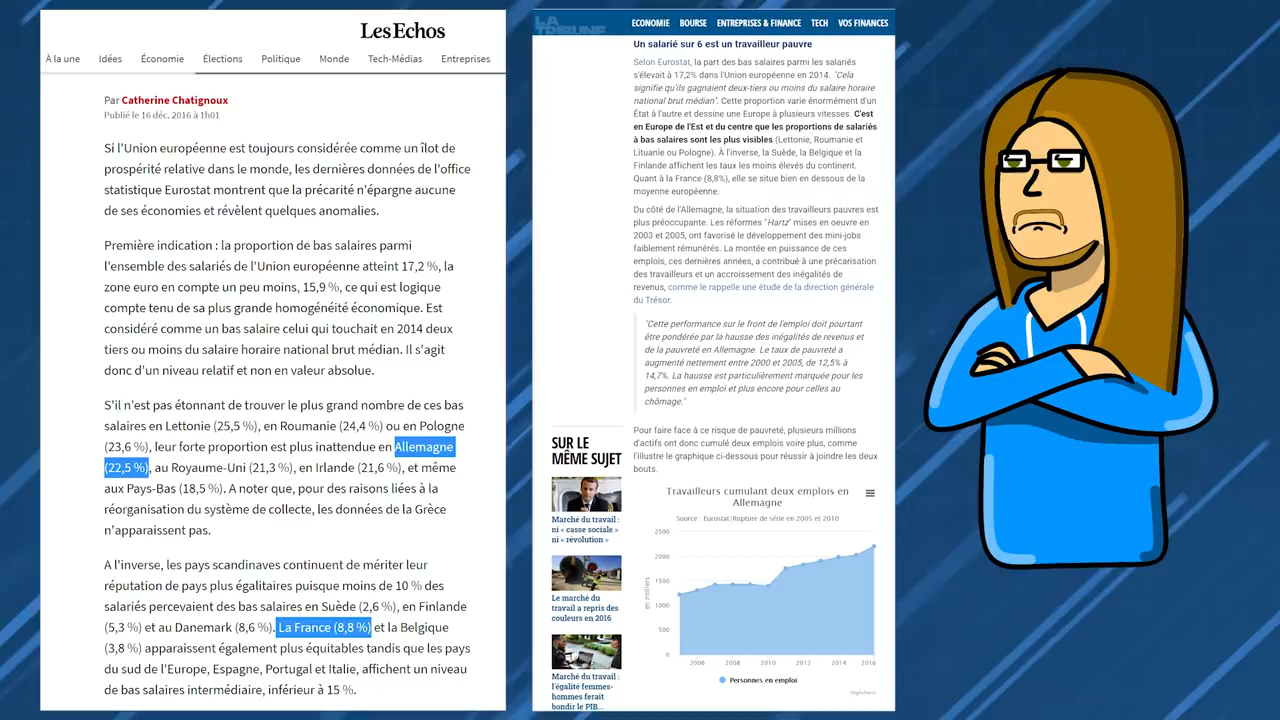 Les Echos
À la une Idées Économie Élections Politique Monde Tech-Médias Entreprises
Par Catherine Chatignoux
Publié le 16 déc. 2016 à 1h01
Si l'Union européenne est toujours considérée comme un îlot de
prospérité relative dans le monde, les dernières données de l'office
statistique Eurostat montrent que la précarité n'épargne aucune
de ses économies et révèlent quelques anomalies.
Première indication : la proportion de bas salaires parmi
l'ensemble des salariés de l'Union européenne atteint 17,2 %, la
zone euro en compte un peu moins, 15,9 %, ce qui est logique
compte tenu de sa plus grande homogénéité économique. Est
considéré comme un bas salaire celui qui touchait en 2014 deux
tiers ou moins du salaire horaire national brut médian. Il s'agit
donc d'un niveau relatif et non en valeur absolue.
S'il n'est pas étonnant de trouver le plus grand nombre de ces bas
salaires en Lettonie (25,5 %), en Roumanie (24,4 %) ou en Pologne
(23,6 %), leur forte proportion est plus inattendue en Allemagne
(22,5 %), au Royaume-Uni (21,3 %), en Irlande (21,6 %), et même
aux Pays-Bas (18,5 %). A noter que, pour des raisons liées à la
réorganisation du système de collecte, les données de la Grèce
n'apparaissent pas.
A l'inverse, les pays scandinaves continuent de mériter leur
réputation de pays plus égalitaires puisque moins de 10 % des
salariés percevaient des bas salaires en Suède (2,6 %), en Finlande
(5,3 %) et au Danemark (8,6 %). La France (8,8 %) et la Belgique
(3,8 %) apparaissent également plus équitables tandis que les pays
du sud de l'Europe, Espagne, Portugal et Italie, affichent un niveau
de bas salaires intermédiaire, inférieur à 15 %.
LA TRIBUNE
ECONOMIE BOURSE ENTREPRISES & FINANCE TECH VOS FINANCES
Un salarié sur 6 est un travailleur pauvre
Selon Eurostat, la part des bas salaires parmi les salariés
s'élevait à 17,2% dans l'Union européenne en 2014. "Cela
signifie qu'ils gagnaient deux-tiers ou moins du salaire horaire
national brut médian". Cette proportion varie énormément d'un
État à l'autre et dessine une Europe à plusieurs vitesses. C'est
en Europe de l'Est et du centre que les proportions de salariés
à bas salaires sont les plus visibles (Lettonie, Roumanie et
Lituanie ou Pologne). À l'inverse, la Suède, la Belgique et la
Finlande affichent les taux les moins élevés du continent.
Quant à la France (8,8%), elle se situe bien en dessous de la
moyenne européenne.
Du côté de l'Allemagne, la situation des travailleurs pauvres est
plus préoccupante. Les réformes "Hartz" mises en oeuvre en
2003 et 2005, ont favorisé le développement des mini-jobs
faiblement rémunérés. La montée en puissance de ces
emplois, ces dernières années, a contribué à une précarisation
des travailleurs et un accroissement des inégalités de
revenus, comme le rappelle une étude de la direction générale
du Trésor.
"Cette performance sur le front de l'emploi doit pourtant
être pondérée par la hausse des inégalités de revenus et
de la pauvreté en Allemagne. Le taux de pauvreté a
augmenté nettement entre 2000 et 2005, de 12,5% à
14,7%. La hausse est particulièrement marquée pour les
personnes en emploi et plus encore pour celles au
chômage."
Pour faire face à ce risque de pauvreté, plusieurs millions
d'actifs ont donc cumulé deux emplois voire plus, comme
l'illustre le graphique ci-dessous pour réussir à joindre les deux
bouts.
SUR LE
MÊME SUJET
Marché du travail :
ni « casse sociale »
ni « révolution »
Le marché du
travail a repris des
couleurs en 2016
Marché du travail :
l'égalité femmes-
hommes ferait
bondir le PIB...
Travailleurs cumulant deux emplois en
Allemagne
Source : Eurostat/Rupture de série en 2005 et 2010
en milliers
2500
2000
1500
1000
500
0
2006 2008 2010 2012 2014 2016
Personnes en emploi
Highcharts